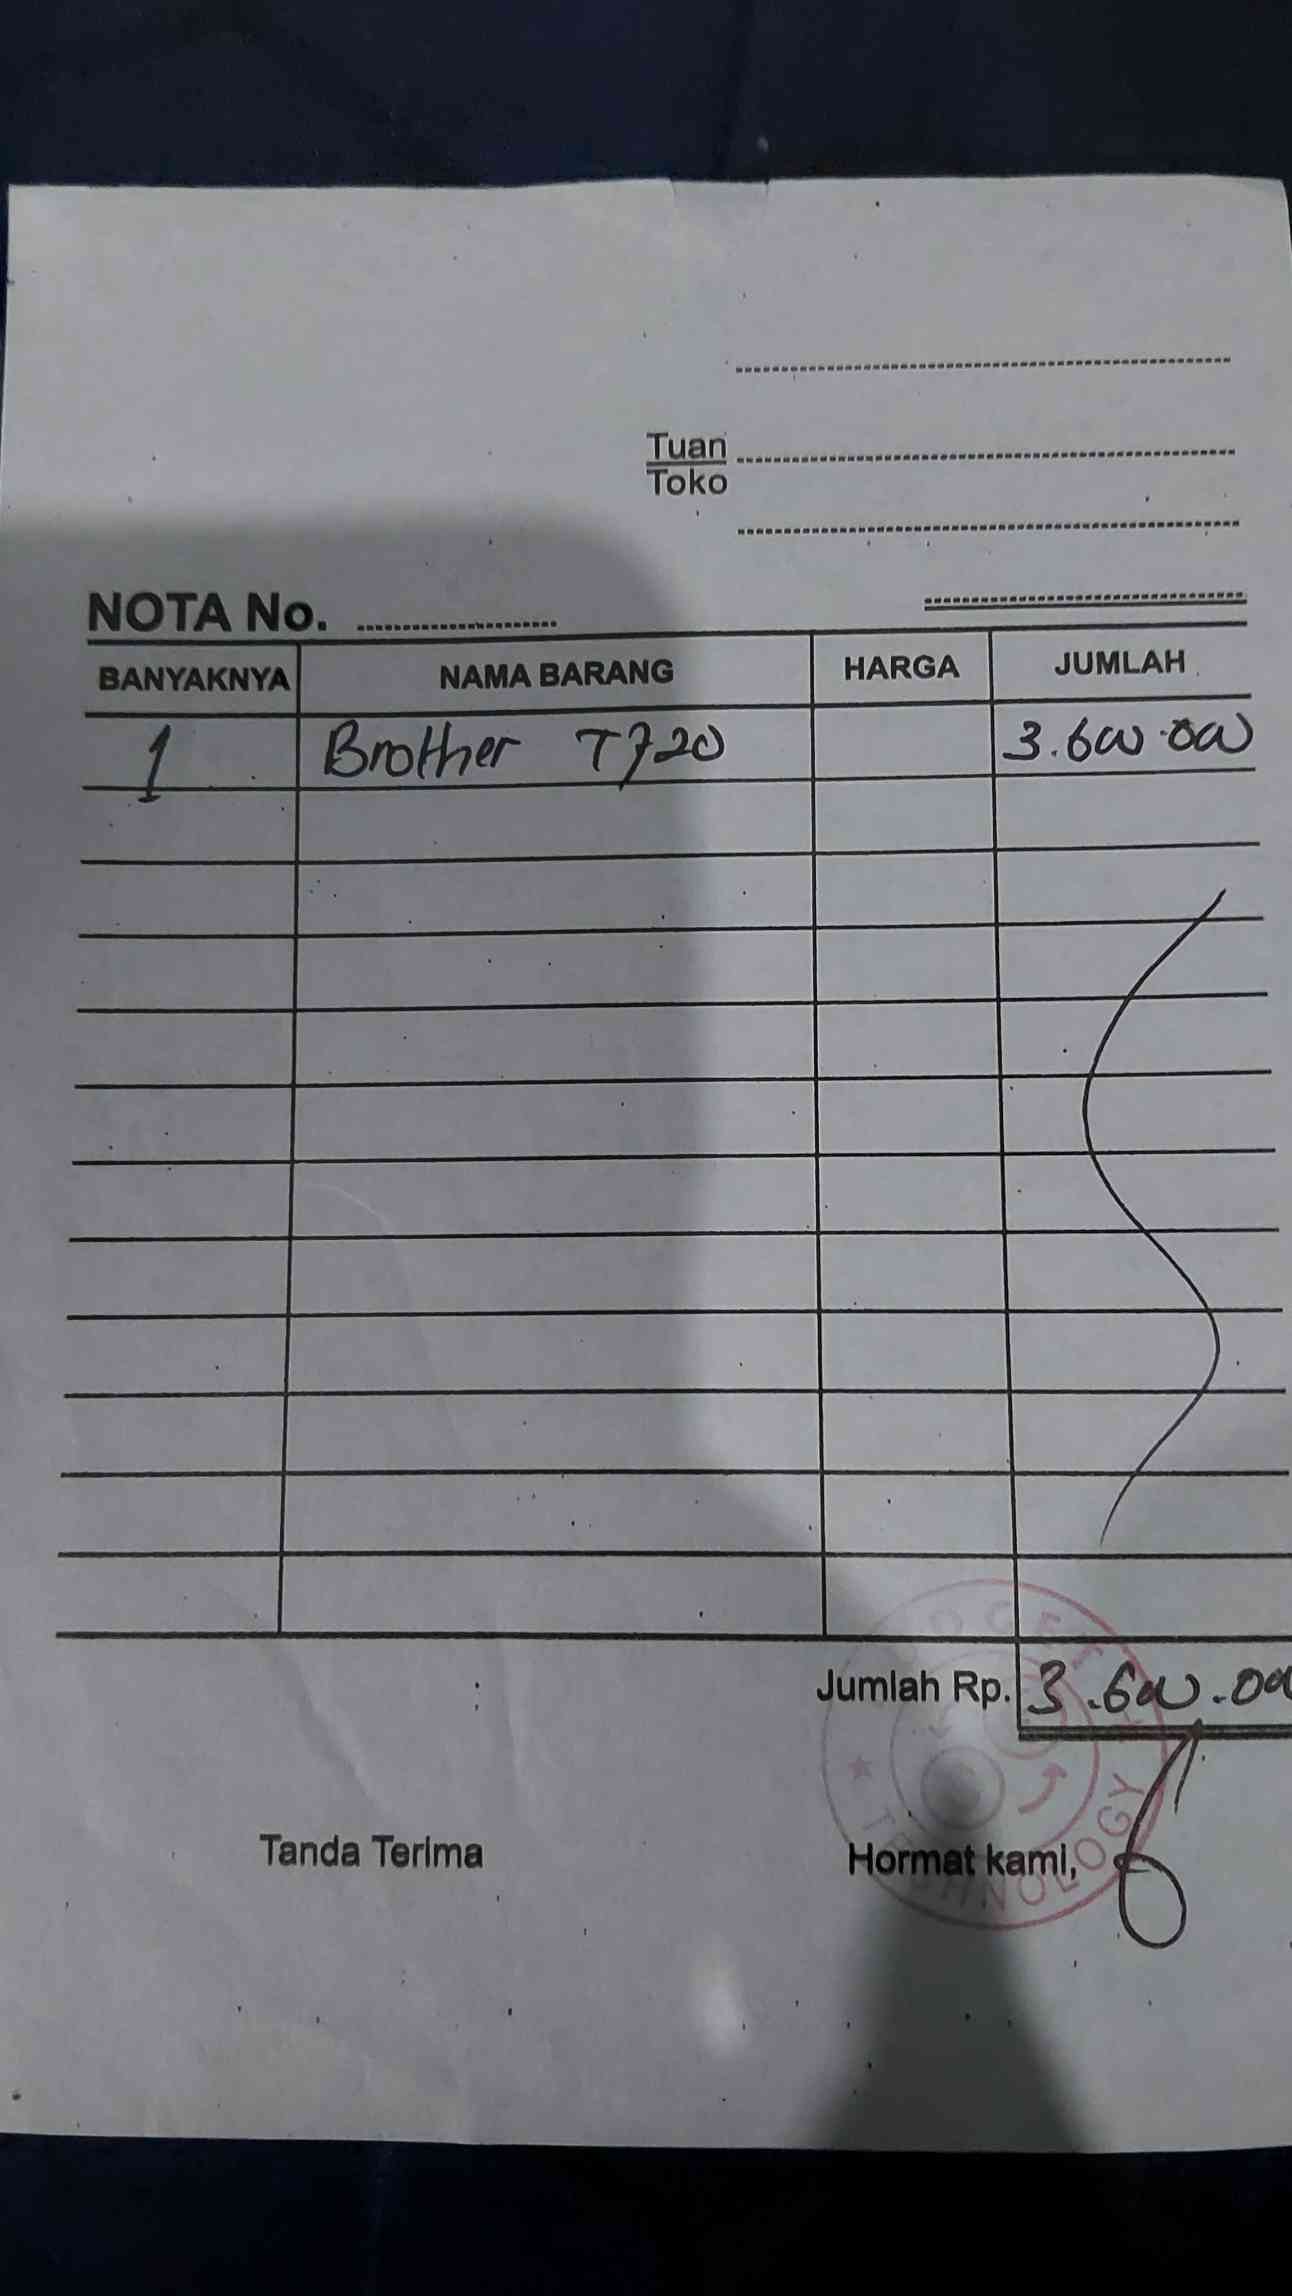 Tuan
Toko
NOTA No.
BANYAKNYA NAMA BARANG HARGA JUMLAH
1 Brother T720 3.600.000
Jumlah Rp. 3.600.000
Tanda Terima Hormat kami,
TECHNOLOGY